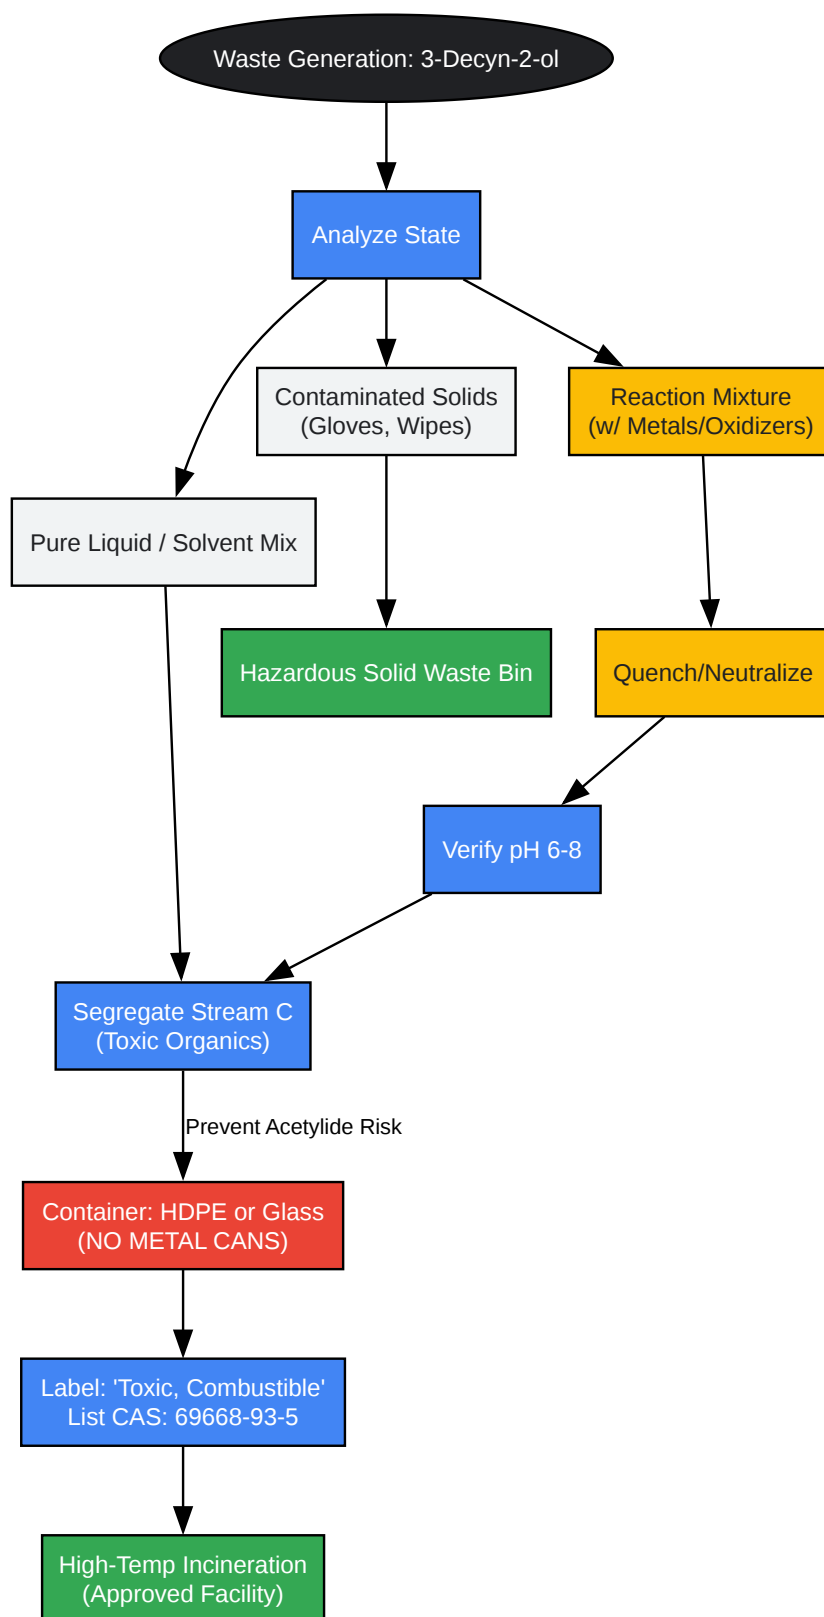 Waste Generation: 3-Decyn-2-ol
Analyze State
Contaminated Solids
(Gloves, Wipes)
Reaction Mixture
(w/ Metals/Oxidizers)
Pure Liquid / Solvent Mix
Hazardous Solid Waste Bin
Quench/Neutralize
Verify pH 6-8
Segregate Stream C
(Toxic Organics)
Prevent Acetylide Risk
Container: HDPE or Glass
(NO METAL CANS)
Label: 'Toxic, Combustible'
List CAS: 69668-93-5
High-Temp Incineration
(Approved Facility)